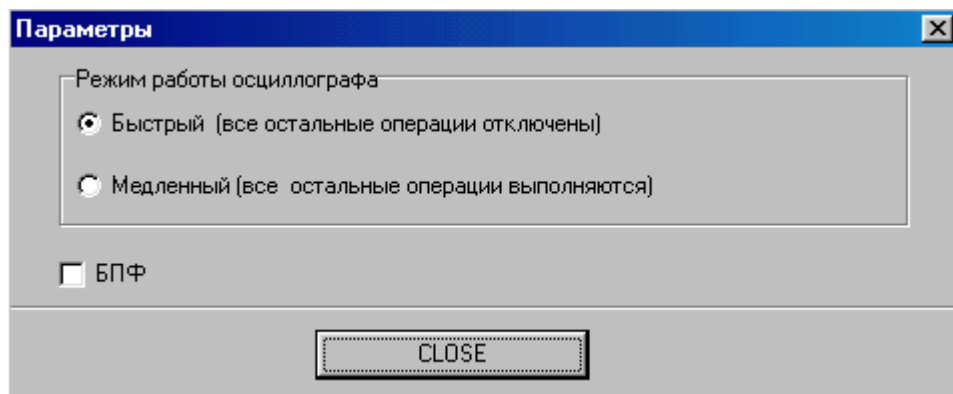 Параметры
Режим работы осциллографа
Быстрый (все остальные операции отключены)
Медленный (все остальные операции выполняются)
БПФ
CLOSE